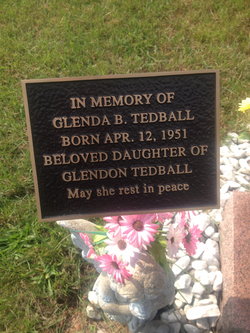 IN MEMORY OF
GLENDA B. TEDBALL
BORN APR. 12, 1951
BELOVED DAUGHTER OF
GLENDON TEDBALL
May she rest in peace